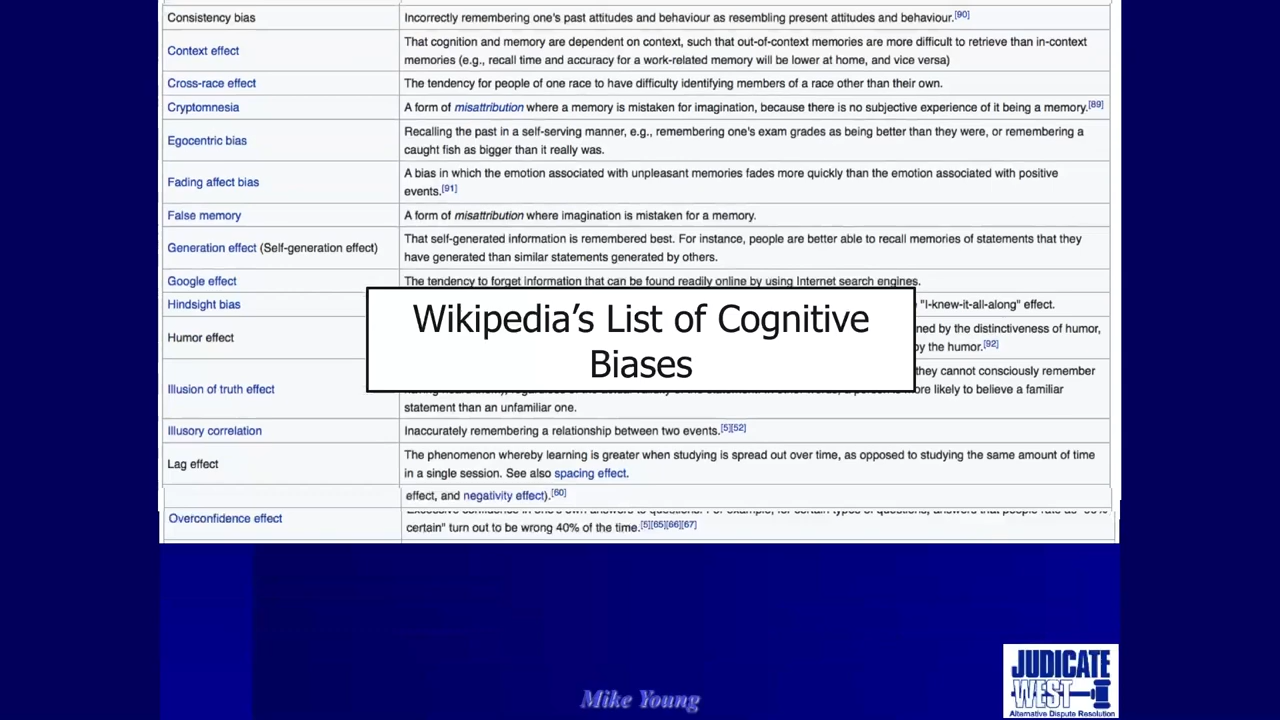 Consistency bias
Incorrectly remembering one's past attitudes and behaviour as resembling present attitudes and behaviour.[90]
Context effect
That cognition and memory are dependent on context, such that out-of-context memories are more difficult to retrieve than in-context
memories (e.g., recall time and accuracy for a work-related memory will be lower at home, and vice versa)
Cross-race effect
The tendency for people of one race to have difficulty identifying members of a race other than their own.
Cryptomnesia
A form of misattribution where a memory is mistaken for imagination, because there is no subjective experience of it being a memory.[89]
Egocentric bias
Recalling the past in a self-serving manner, e.g., remembering one's exam grades as being better than they were, or remembering a
caught fish as bigger than it really was.
Fading affect bias
A bias in which the emotion associated with unpleasant memories fades more quickly than the emotion associated with positive
events.[91]
False memory
A form of misattribution where imagination is mistaken for a memory.
Generation effect (Self-generation effect)
That self-generated information is remembered best. For instance, people are better able to recall memories of statements that they
have generated than similar statements generated by others.
Google effect
The tendency to forget information that can be found readily online by using Internet search engines.
Hindsight bias
"I-knew-it-all-along" effect.
Humor effect
ned by the distinctiveness of humor,
by the humor.[92]
Wikipedia's List of Cognitive
Biases
Illusion of truth effect
they cannot consciously remember
more likely to believe a familiar
statement than an unfamiliar one.
Illusory correlation
Inaccurately remembering a relationship between two events.[5][52]
Lag effect
The phenomenon whereby learning is greater when studying is spread out over time, as opposed to studying the same amount of time
in a single session. See also spacing effect.
effect, and negativity effect).[60]
Overconfidence effect
certain" turn out to be wrong 40% of the time.[5][65][66][67]
Mike Young
JUDICATE
WEST
Alternative Dispute Resolution